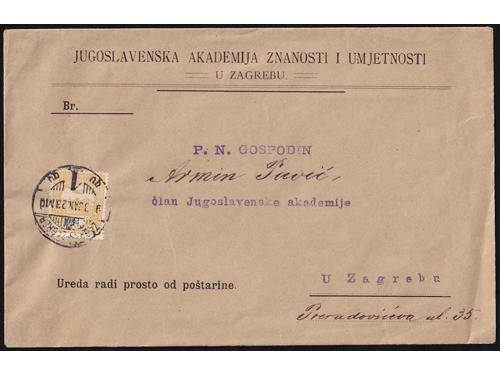 JUGOSLAVENSKA AKADEMIJA ZNANOSTI I UMJETNOSTI
U ZAGREBU.
Br.
P. N. GOSPODIN
Armin Pavić,
član Jugoslavenske akademije
Ureda radi prosto od poštarine.
U Zagrebu
Preradovićeva ul. 35.